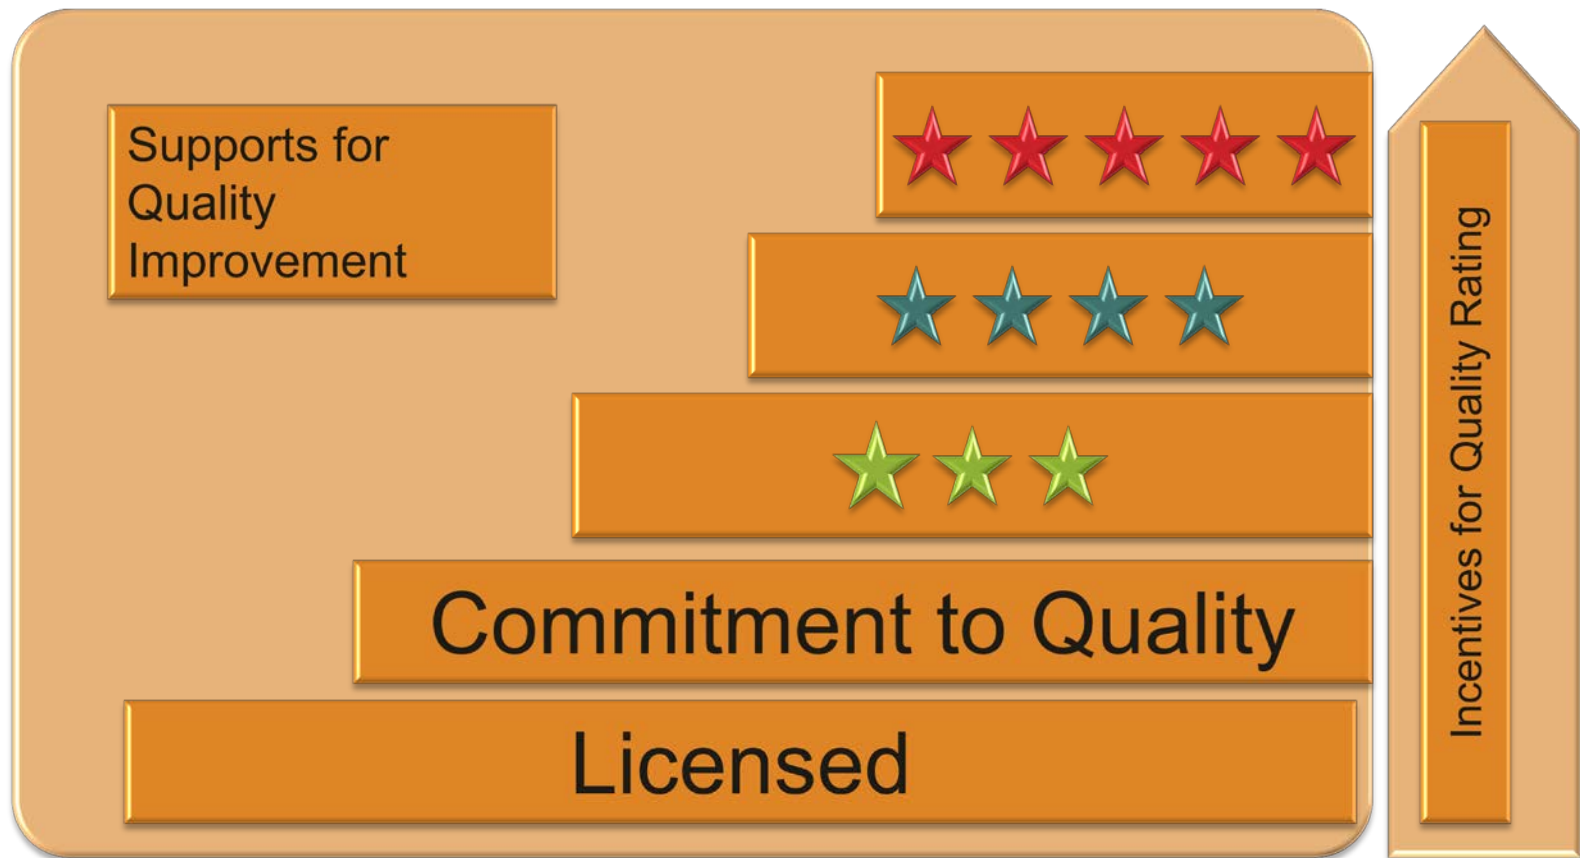 Supports for
Quality
Improvement
Commitment to Quality
Licensed
Incentives for Quality Rating